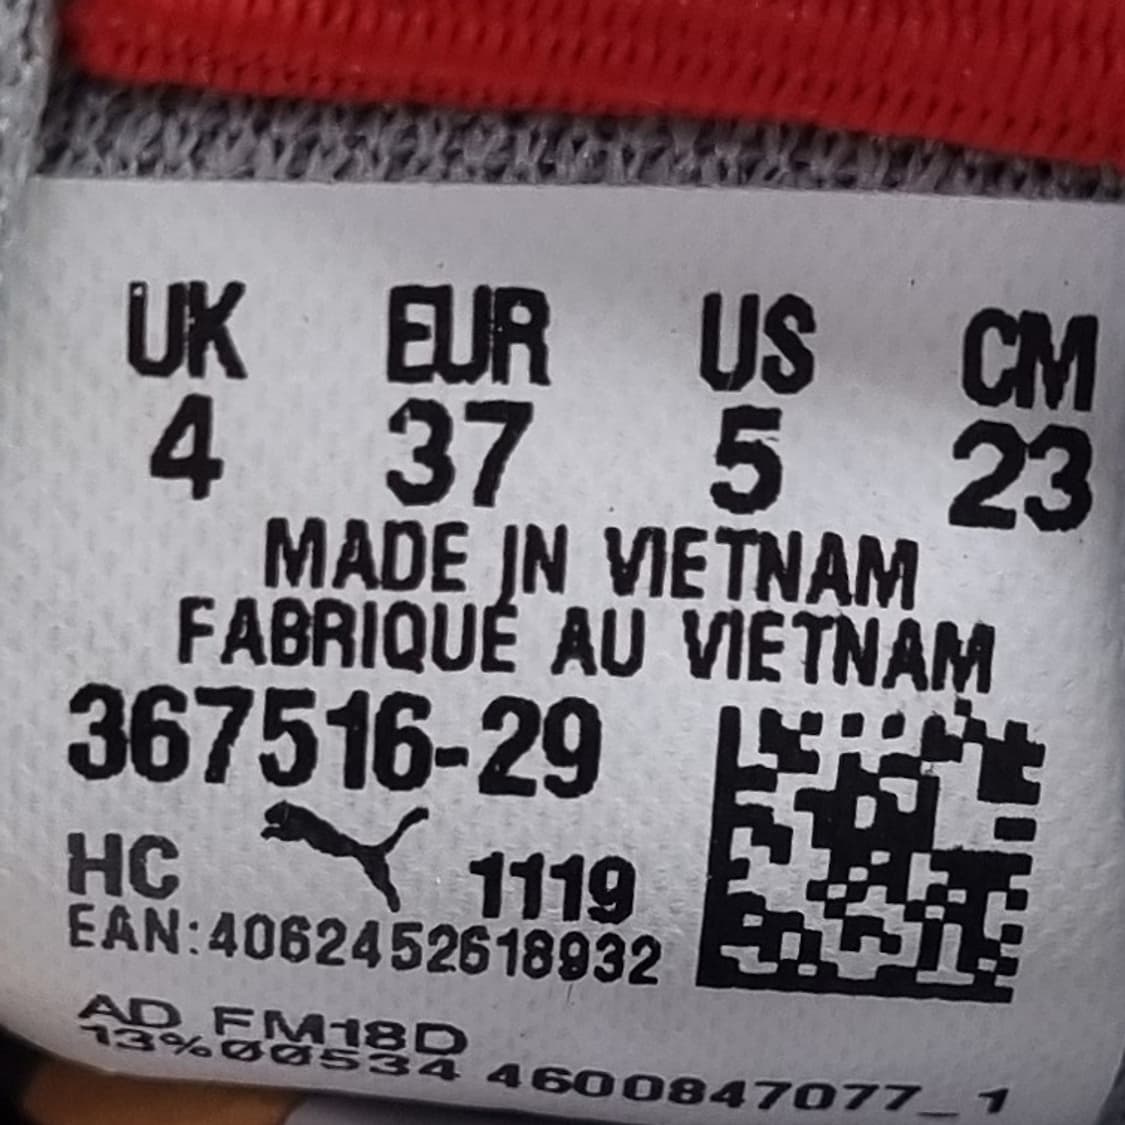 UK EUR US CM
4 37 5 23
MADE IN VIETNAM
FABRIQUÉ AU VIETNAM
367516-29
HC 1119
EAN:4062452618932
AD FM18D
13%00534 4600847077_1